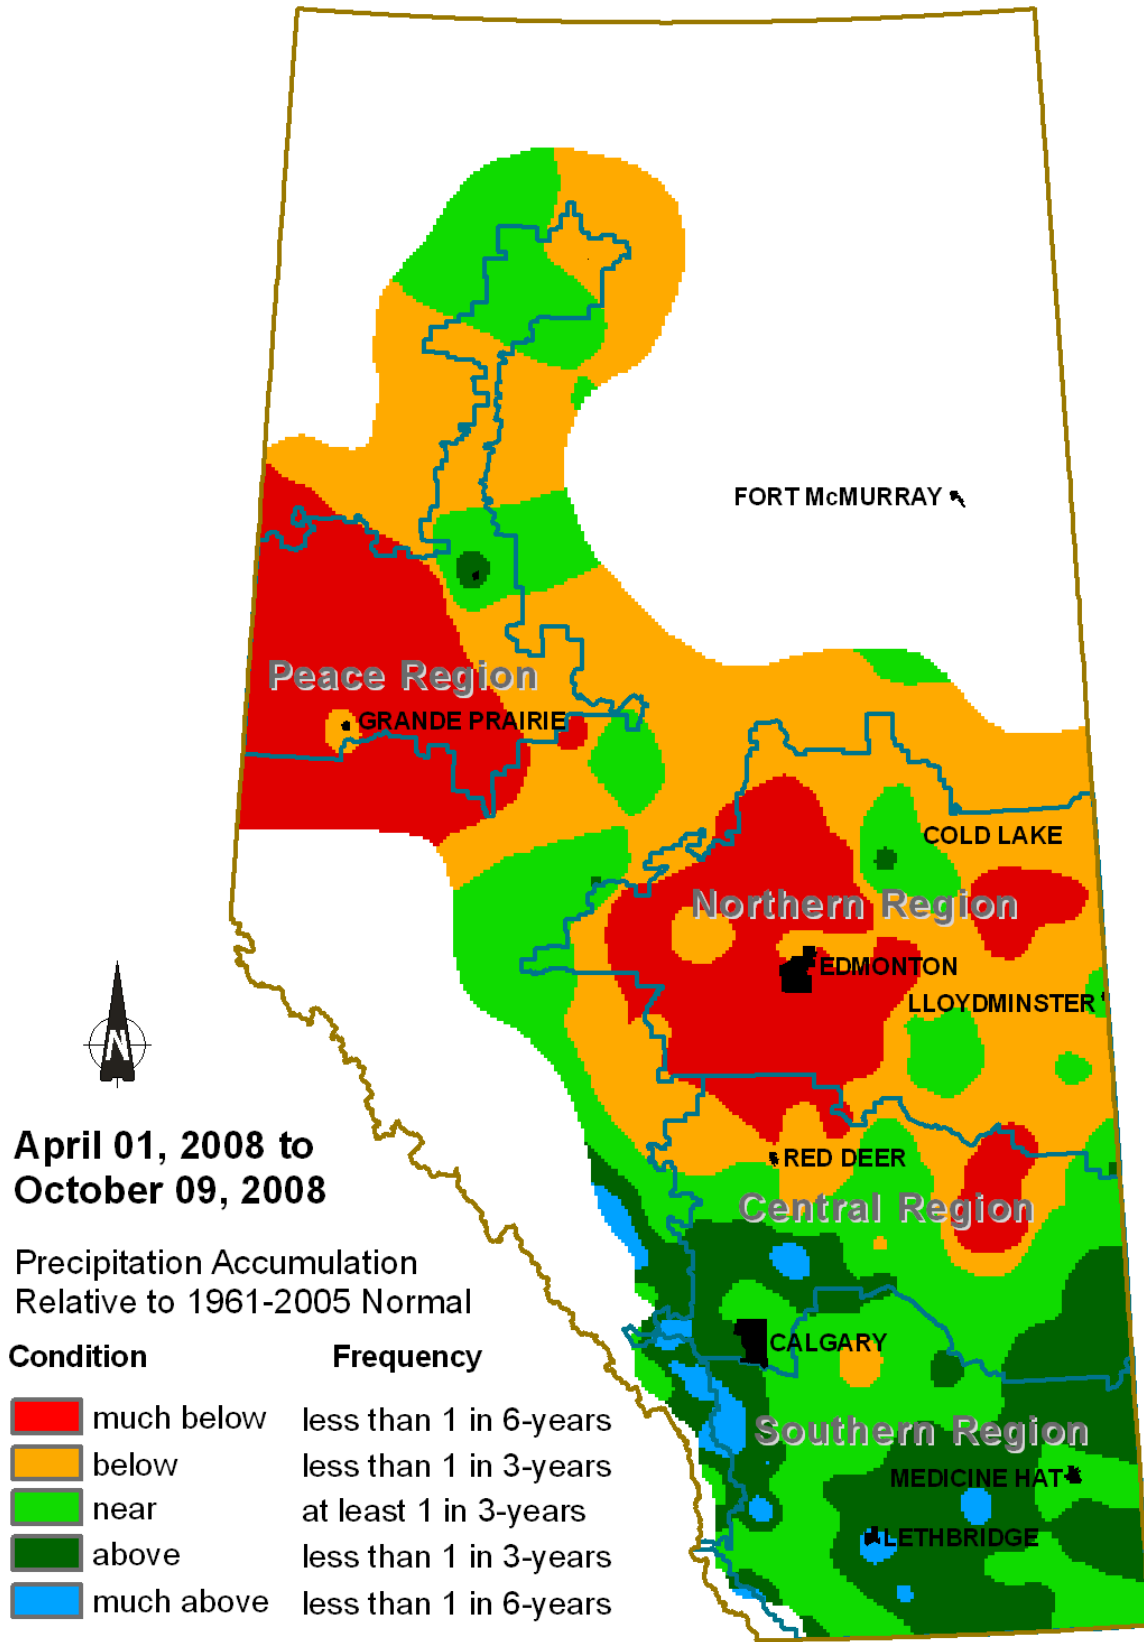 FORT McMURRAY
Peace Region
GRANDE PRAIRIE
COLD LAKE
Northern Region
EDMONTON
LLOYDMINSTER
N
RED DEER
Central Region
CALGARY
Southern Region
MEDICINE HAT
LETHBRIDGE
April 01, 2008 to
October 09, 2008
Precipitation Accumulation
Relative to 1961-2005 Normal
Condition Frequency
much below less than 1 in 6-years
below less than 1 in 3-years
near at least 1 in 3-years
above less than 1 in 3-years
much above less than 1 in 6-years